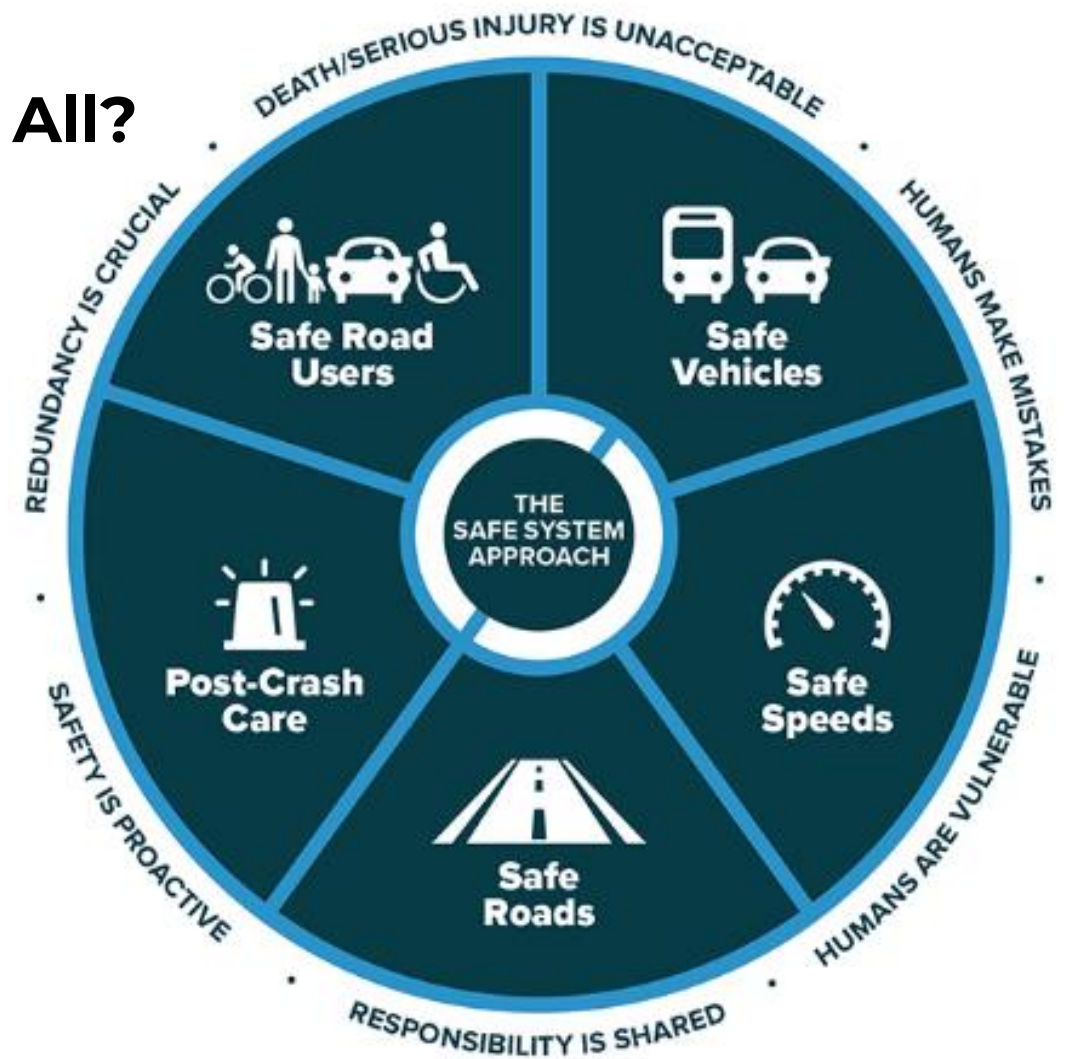 All?
DEATH/SERIOUS INJURY IS UNACCEPTABLE
HUMANS MAKE MISTAKES
HUMANS ARE VULNERABLE
RESPONSIBILITY IS SHARED
SAFETY IS PROACTIVE
REDUNDANCY IS CRUCIAL
Safe Road
Users
Safe
Vehicles
Safe
Speeds
Safe
Roads
Post-Crash
Care
THE
SAFE SYSTEM
APPROACH